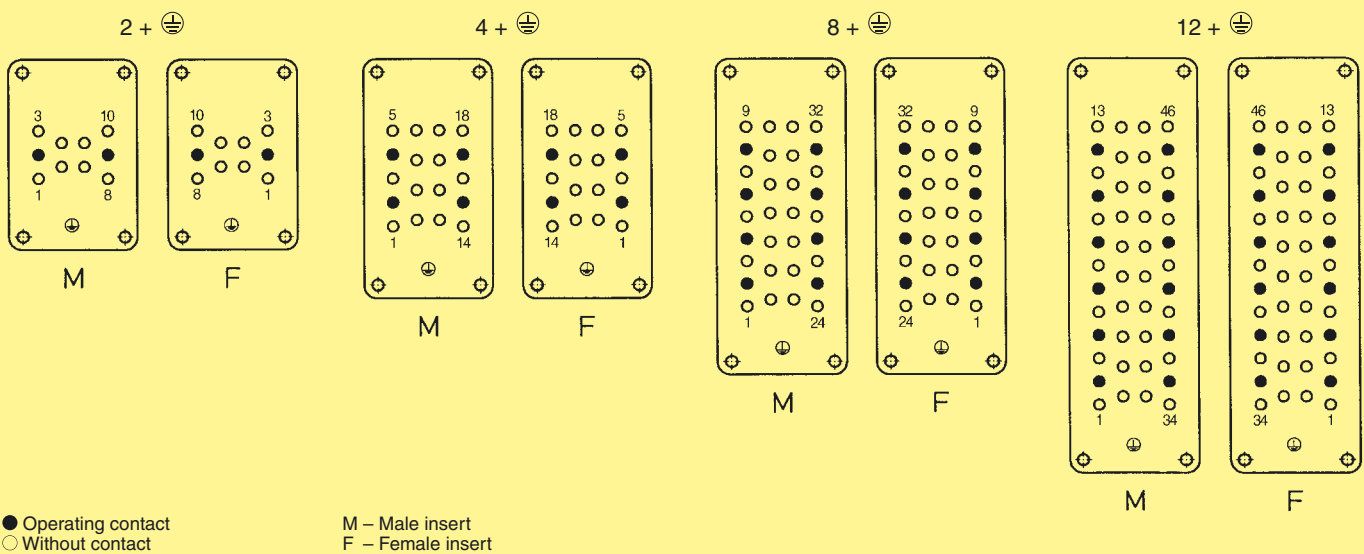 2 + ⏚
4 + ⏚
8 + ⏚
12 + ⏚
3 10
10 3
5 18
18 5
9 32
32 9
13 46
46 13
1 8
8 1
1 14
14 1
1 24
24 1
1 34
34 1
M F
M F
M F
M F
● Operating contact
○ Without contact
M – Male insert
F – Female insert